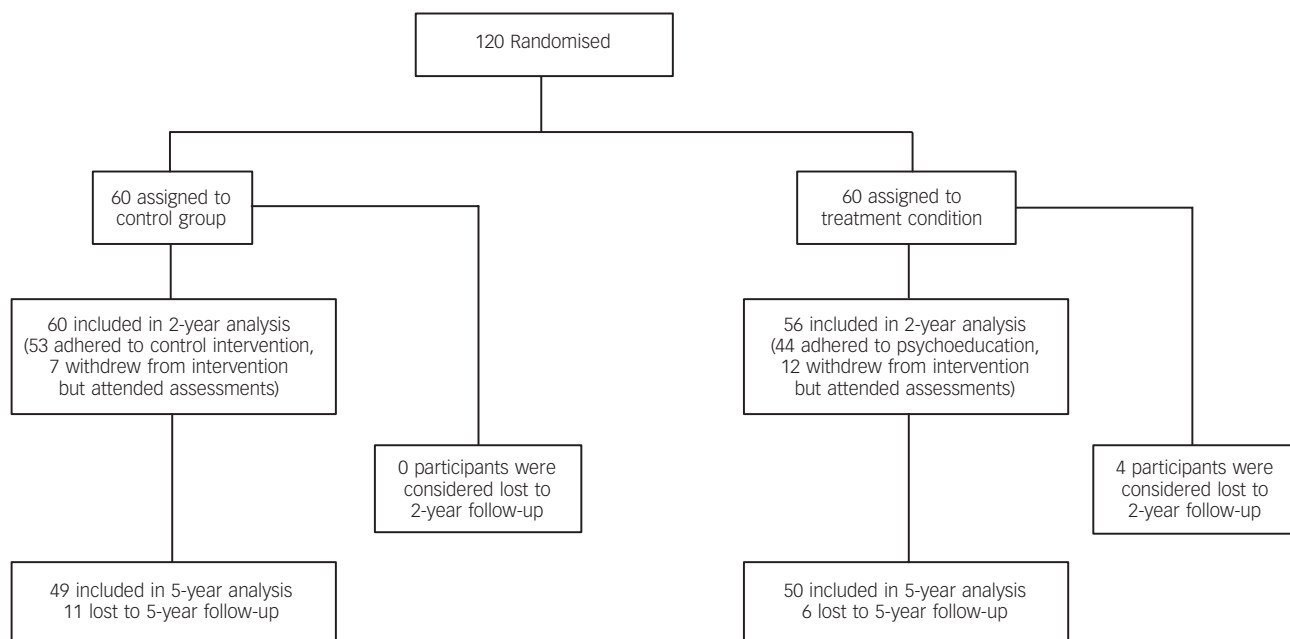 120 Randomised
60 assigned to
control group
60 assigned to
treatment condition
60 included in 2-year analysis
(53 adhered to control intervention,
7 withdrew from intervention
but attended assessments)
56 included in 2-year analysis
(44 adhered to psychoeducation,
12 withdrew from intervention
but attended assessments)
0 participants were
considered lost to
2-year follow-up
4 participants were
considered lost to
2-year follow-up
49 included in 5-year analysis
11 lost to 5-year follow-up
50 included in 5-year analysis
6 lost to 5-year follow-up